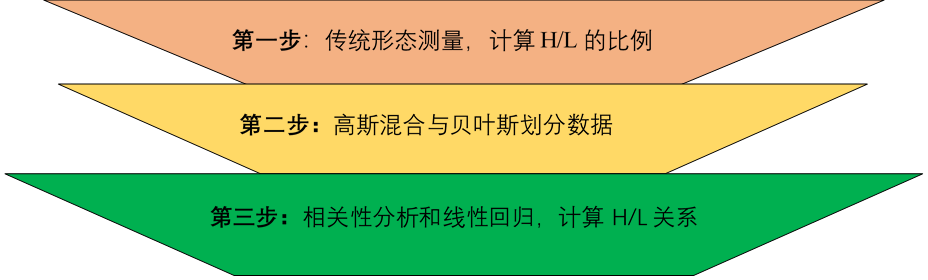 第一步：传统形态测量，计算 H/L 的比例
第二步：高斯混合与贝叶斯划分数据
第三步：相关性分析和线性回归，计算 H/L 关系